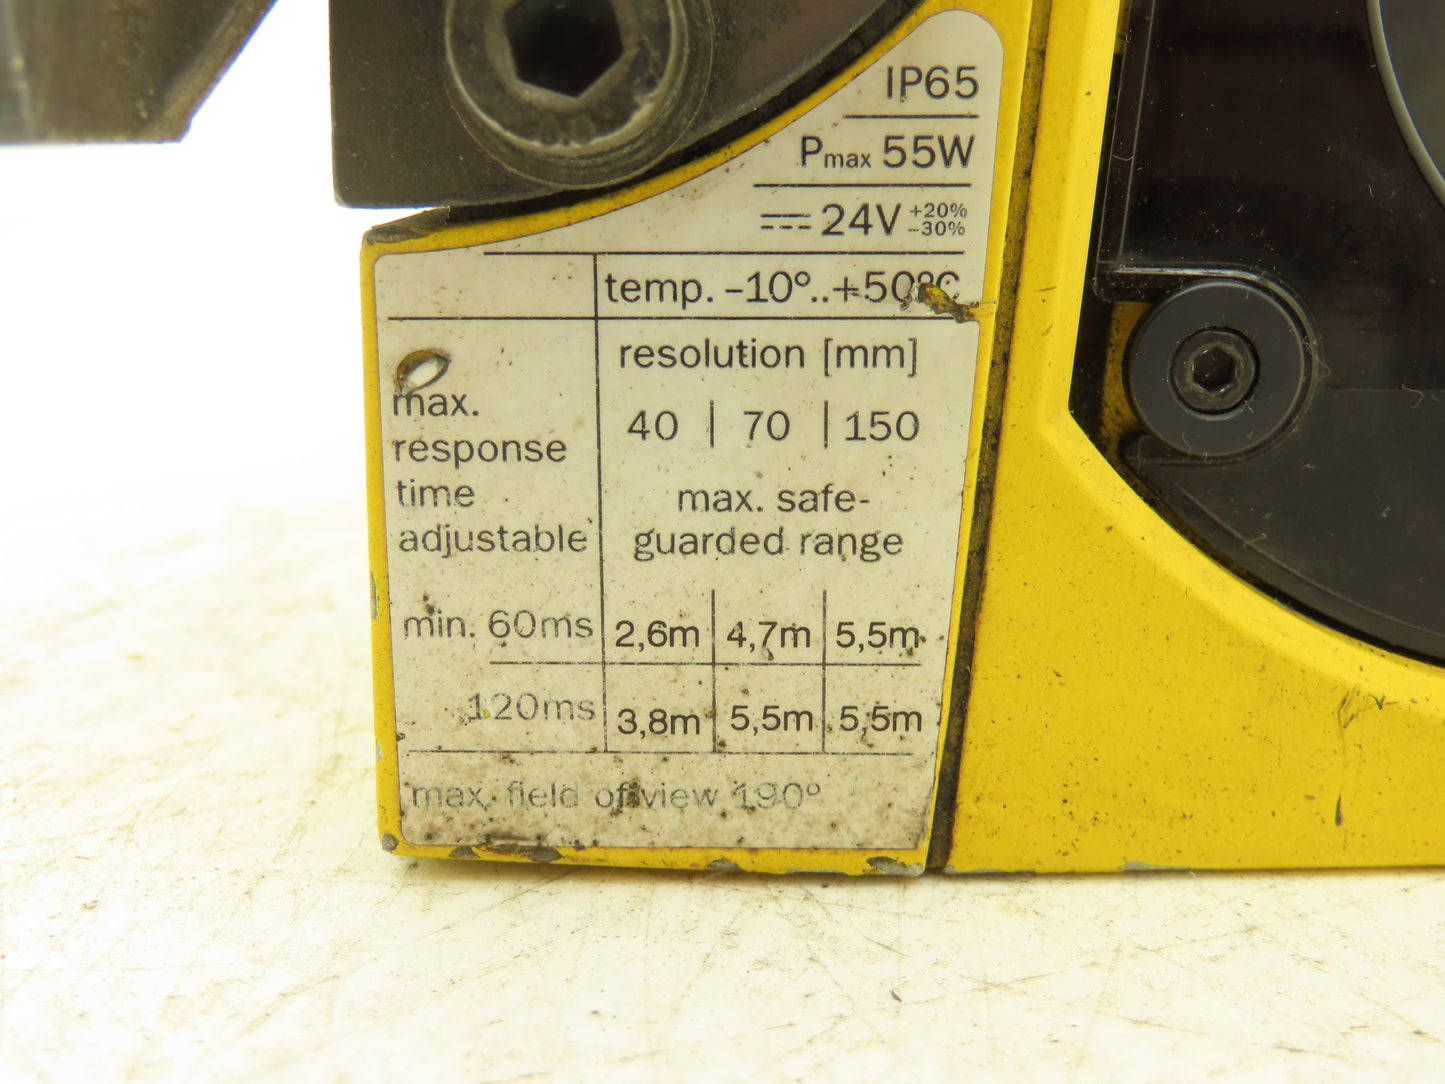 IP65
Pmax 55W
24V +20% –30%
temp. –10°..+50°C
resolution [mm]
40 | 70 | 150
max.
response
time
adjustable
max. safe-
guarded range
min. 60ms 2,6m 4,7m 5,5m
120ms 3,8m 5,5m 5,5m
max. field of view 190°